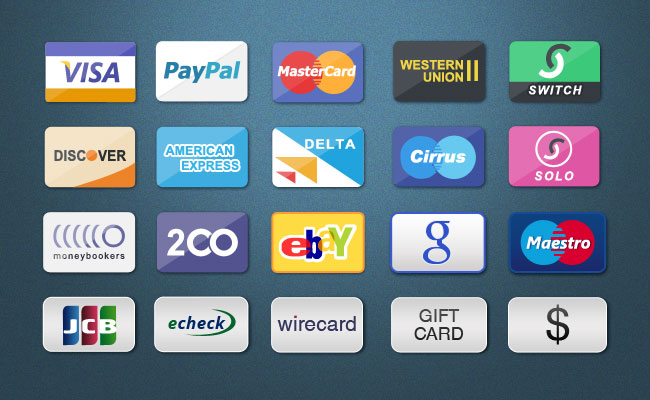 VISA
PayPal
MasterCard
WESTERN
UNION
SWITCH
DISCOVER
AMERICAN
EXPRESS
DELTA
Cirrus
SOLO
moneybookers
2CO
ebaY
g
Maestro
JCB
echeck
wirecard
GIFT
CARD
$